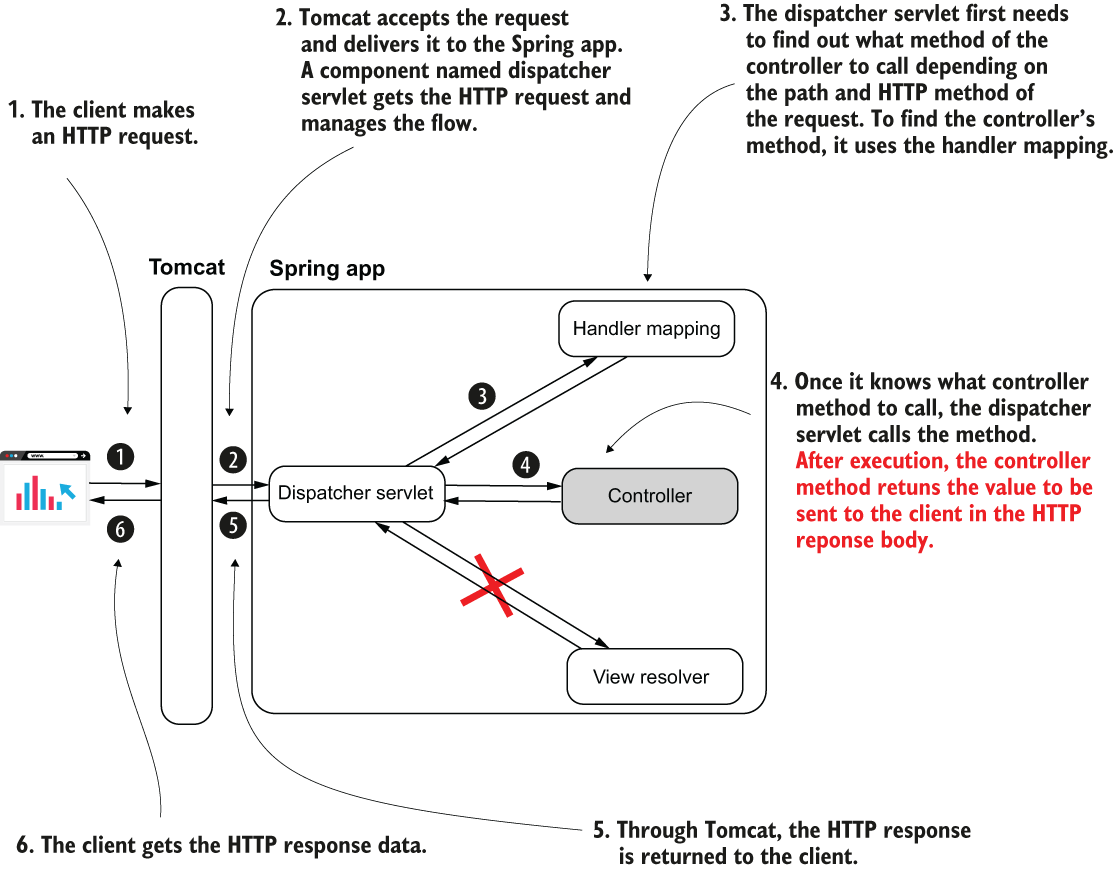 1. The client makes
an HTTP request.
2. Tomcat accepts the request
and delivers it to the Spring app.
A component named dispatcher
servlet gets the HTTP request and
manages the flow.
3. The dispatcher servlet first needs
to find out what method of the
controller to call depending on
the path and HTTP method of
the request. To find the controller’s
method, it uses the handler mapping.
Tomcat
Spring app
Handler mapping
3
4. Once it knows what controller
method to call, the dispatcher
servlet calls the method.
After execution, the controller
method retuns the value to be
sent to the client in the HTTP
reponse body.
www.
1
2
4
Dispatcher servlet
Controller
6
5
View resolver
5. Through Tomcat, the HTTP response
is returned to the client.
6. The client gets the HTTP response data.